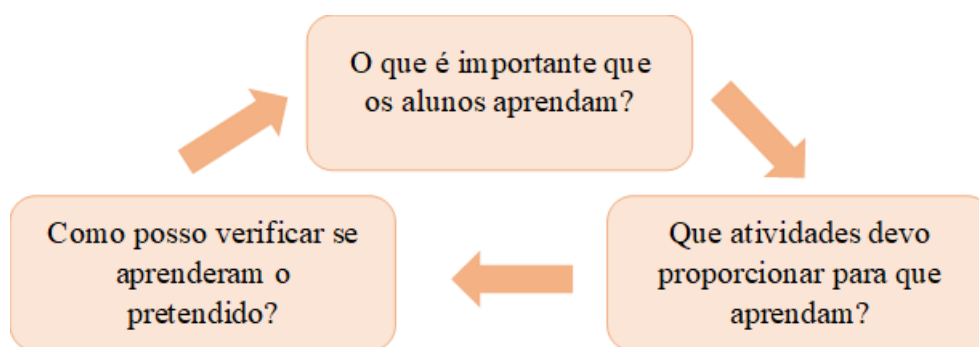 O que é importante que
os alunos aprendam?
Que atividades devo
proporcionar para que
aprendam?
Como posso verificar se
aprenderam o
pretendido?